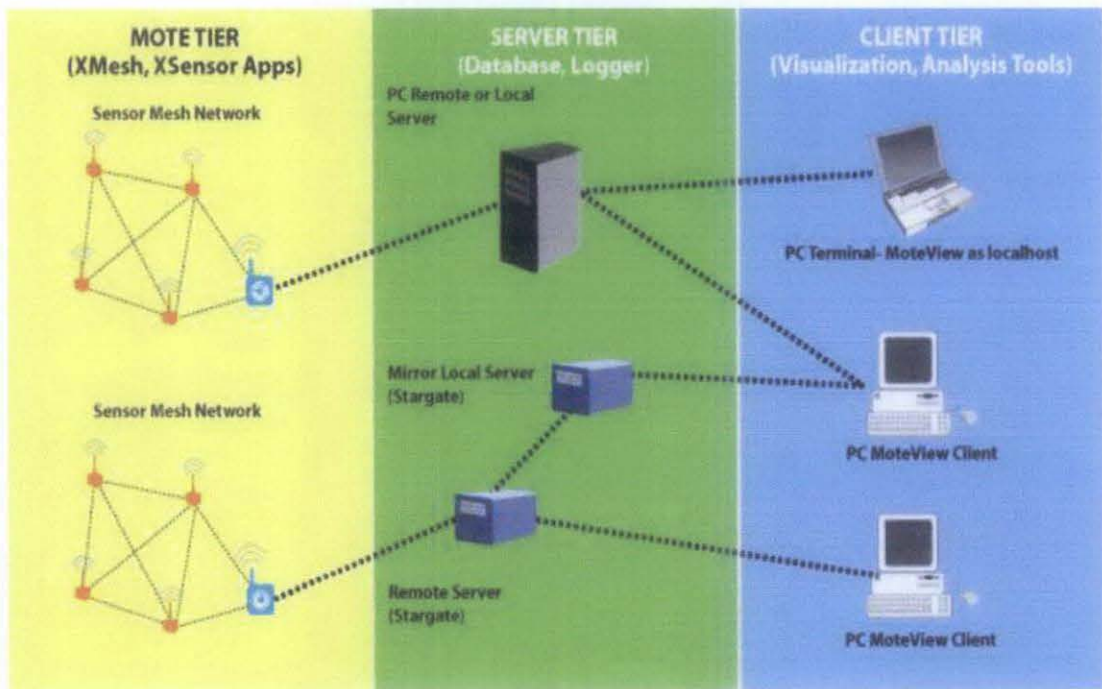 MOTE TIER
(XMesh, XSensor Apps)
Sensor Mesh Network
Sensor Mesh Network
SERVER TIER
(Database, Logger)
PC Remote or Local
Server
Mirror Local Server
(Stargate)
Remote Server
(Stargate)
CLIENT TIER
(Visualization, Analysis Tools)
PC Terminal- MoteView as localhost
PC MoteView Client
PC MoteView Client